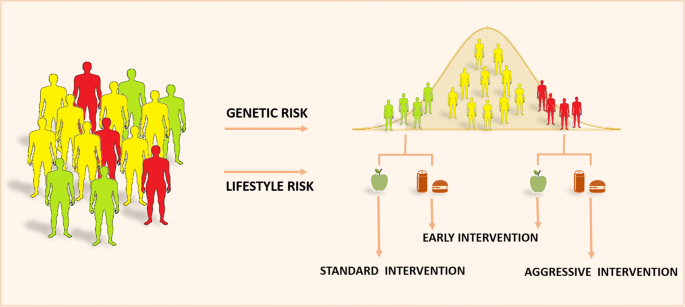 GENETIC RISK
LIFESTYLE RISK
EARLY INTERVENTION
STANDARD INTERVENTION
AGGRESSIVE INTERVENTION